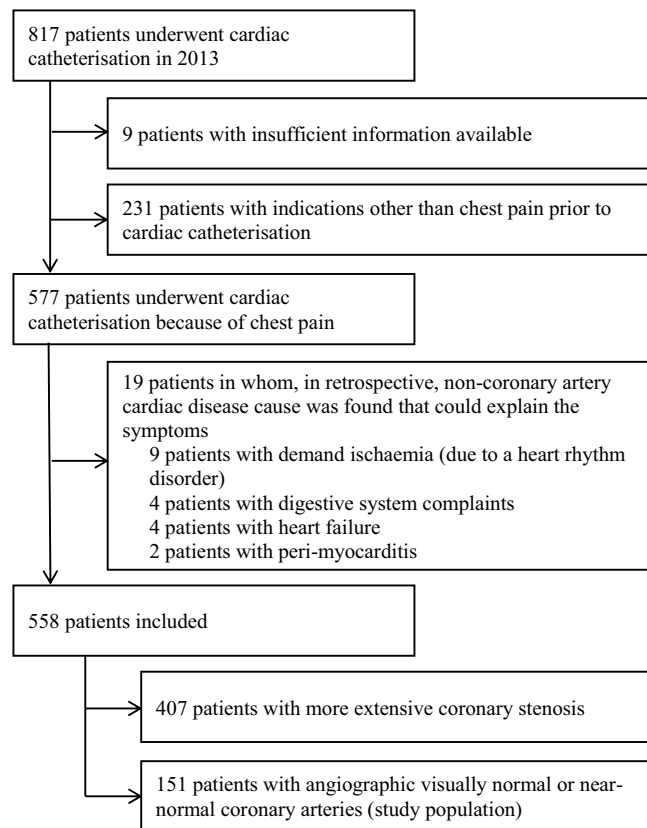 817 patients underwent cardiac
catheterisation in 2013
9 patients with insufficient information available
231 patients with indications other than chest pain prior to
cardiac catheterisation
577 patients underwent cardiac
catheterisation because of chest pain
19 patients in whom, in retrospective, non-coronary artery
cardiac disease cause was found that could explain the
symptoms
9 patients with demand ischaemia (due to a heart rhythm
disorder)
4 patients with digestive system complaints
4 patients with heart failure
2 patients with peri-myocarditis
558 patients included
407 patients with more extensive coronary stenosis
151 patients with angiographic visually normal or near-
normal coronary arteries (study population)